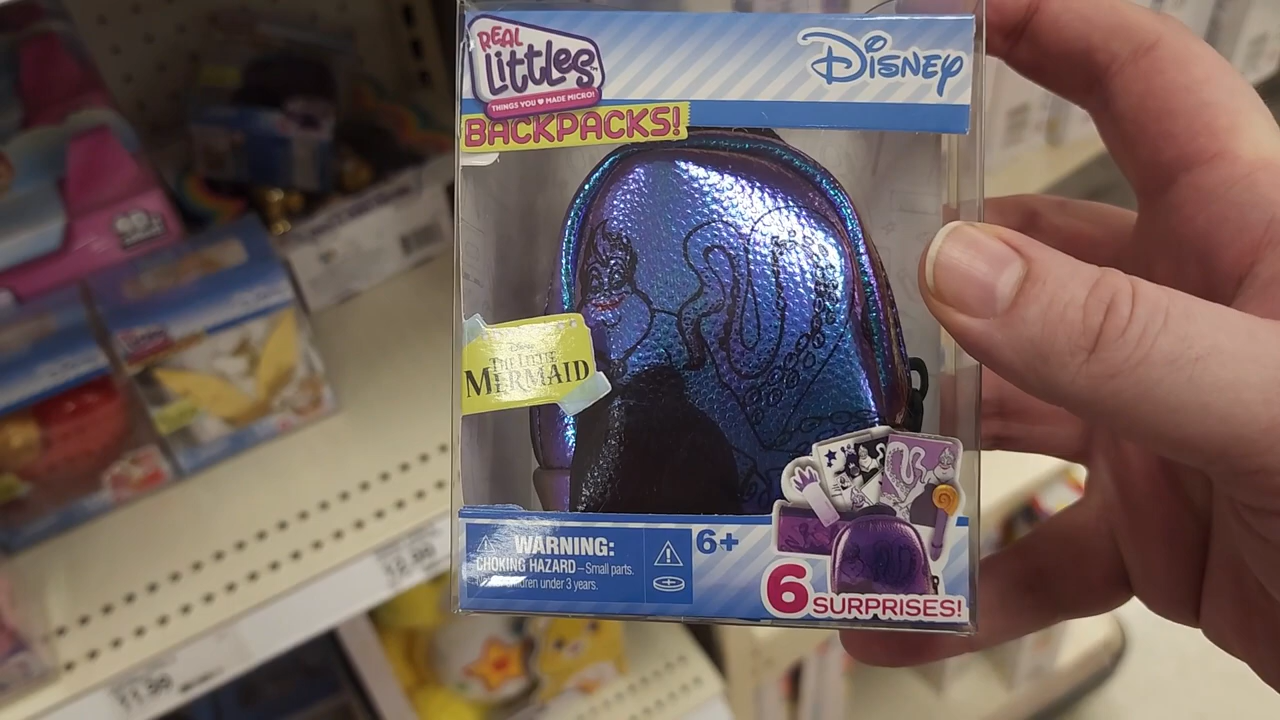 REAL
Littles
THINGS YOU ♥ MADE MICRO!
BACKPACKS!
DISNEY
DISNEY
THE LITTLE
MERMAID
WARNING:
CHOKING HAZARD – Small parts.
children under 3 years.
6+
6 SURPRISES!